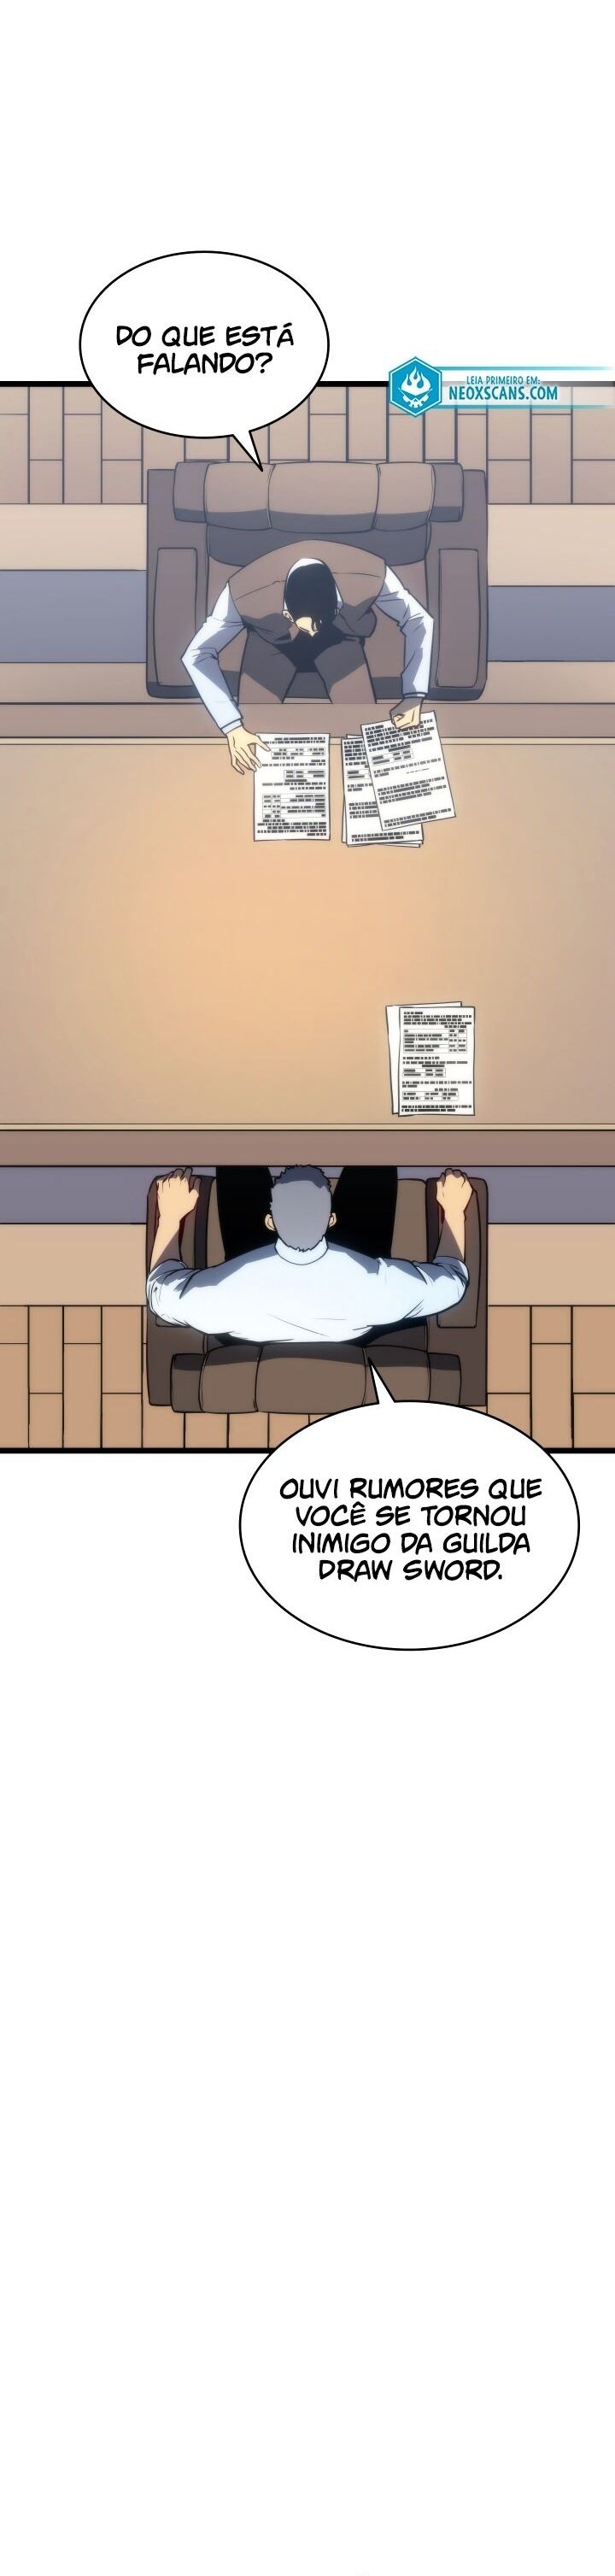 DO QUE ESTÁ
FALANDO?
LEIA PRIMEIRO EM:
NEOXSCANS.COM
OUVI RUMORES QUE
VOCÊ SE TORNOU
INIMIGO DA GUILDA
DRAW SWORD.